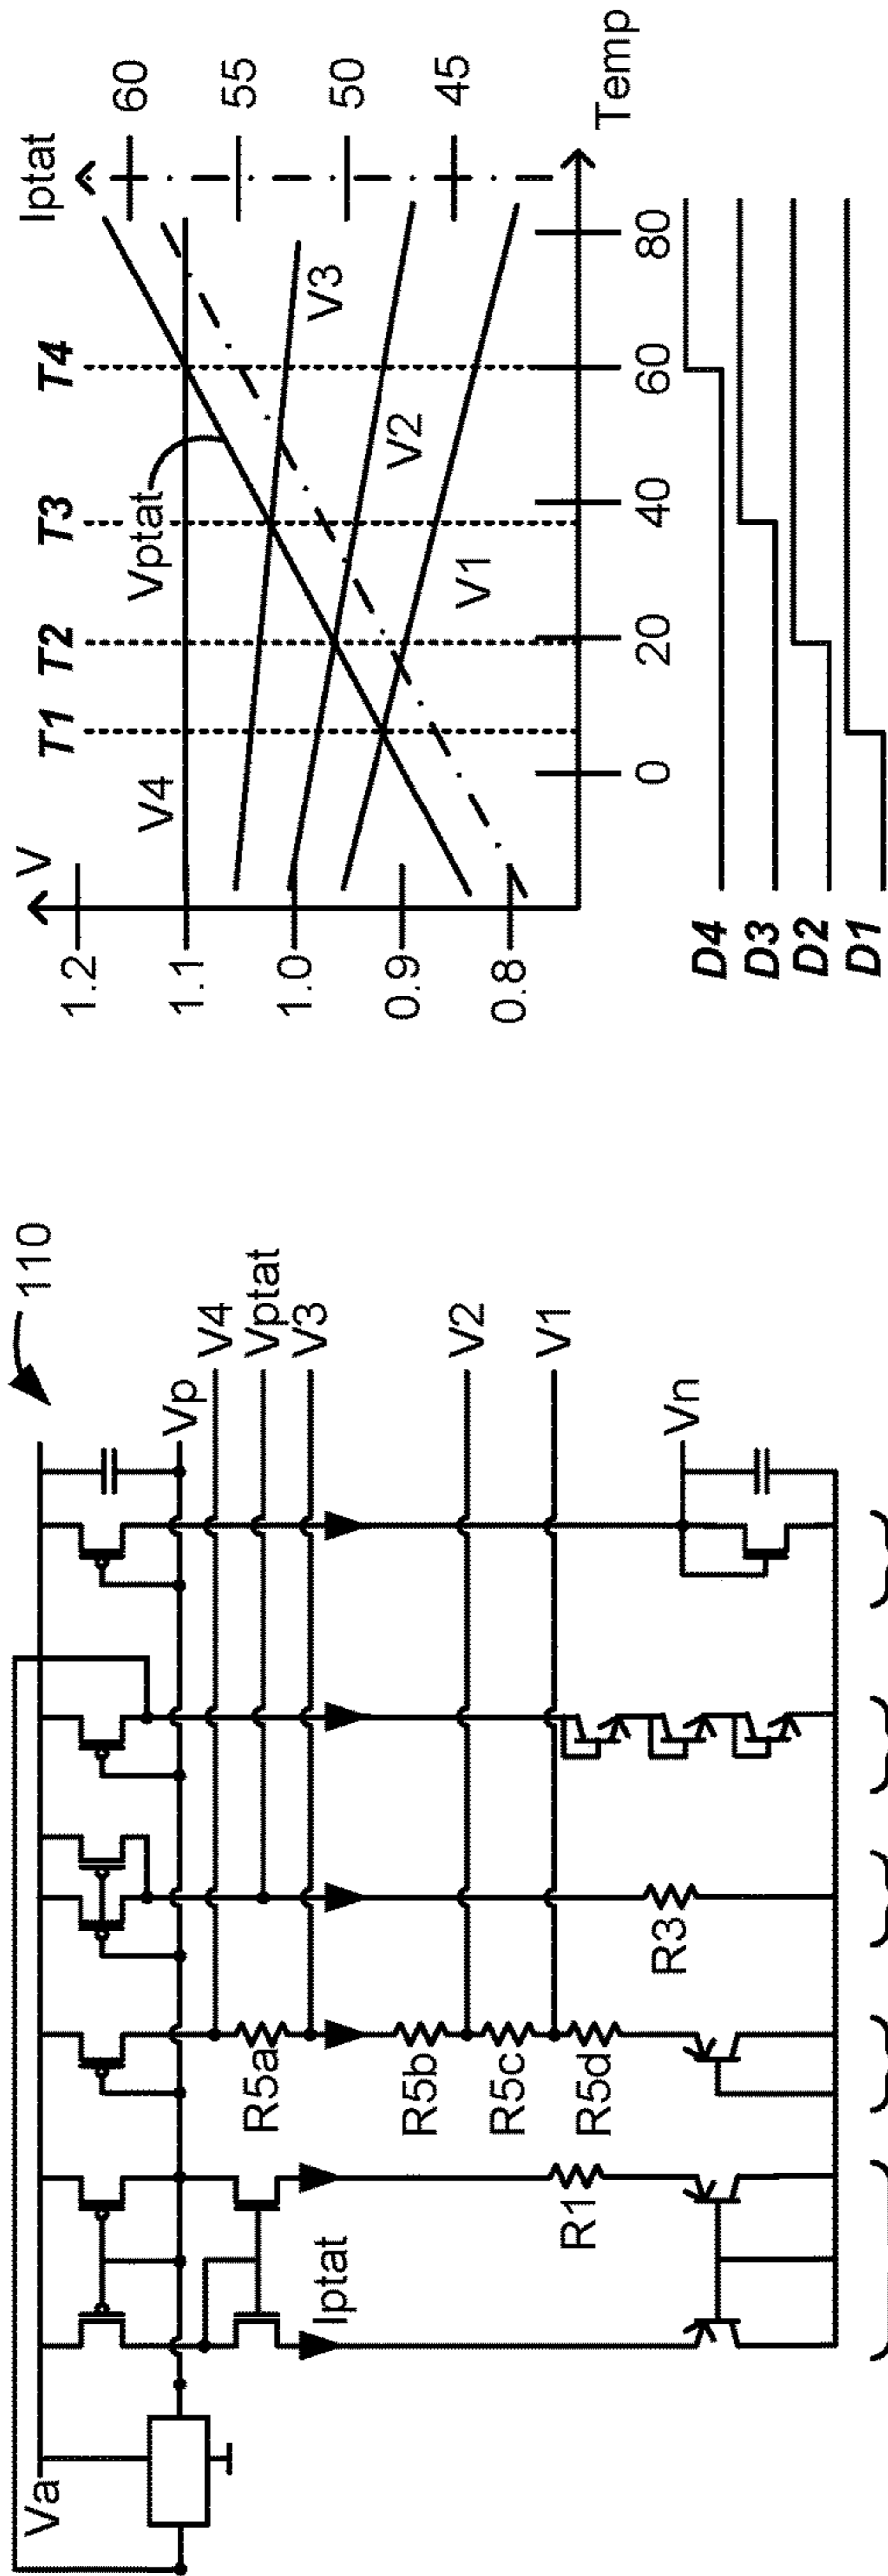 110
Va
Vp
V4
Vptat
V3
V2
V1
Vn
R5a
R5b
R5c
R5d
R3
R1
Iptat
V
Iptat
T1 T2 T3 T4
1.2
1.1
1.0
0.9
0.8
60
55
50
45
V4
Vptat
V3
V2
V1
0 20 40 60 80
Temp
D4
D3
D2
D1